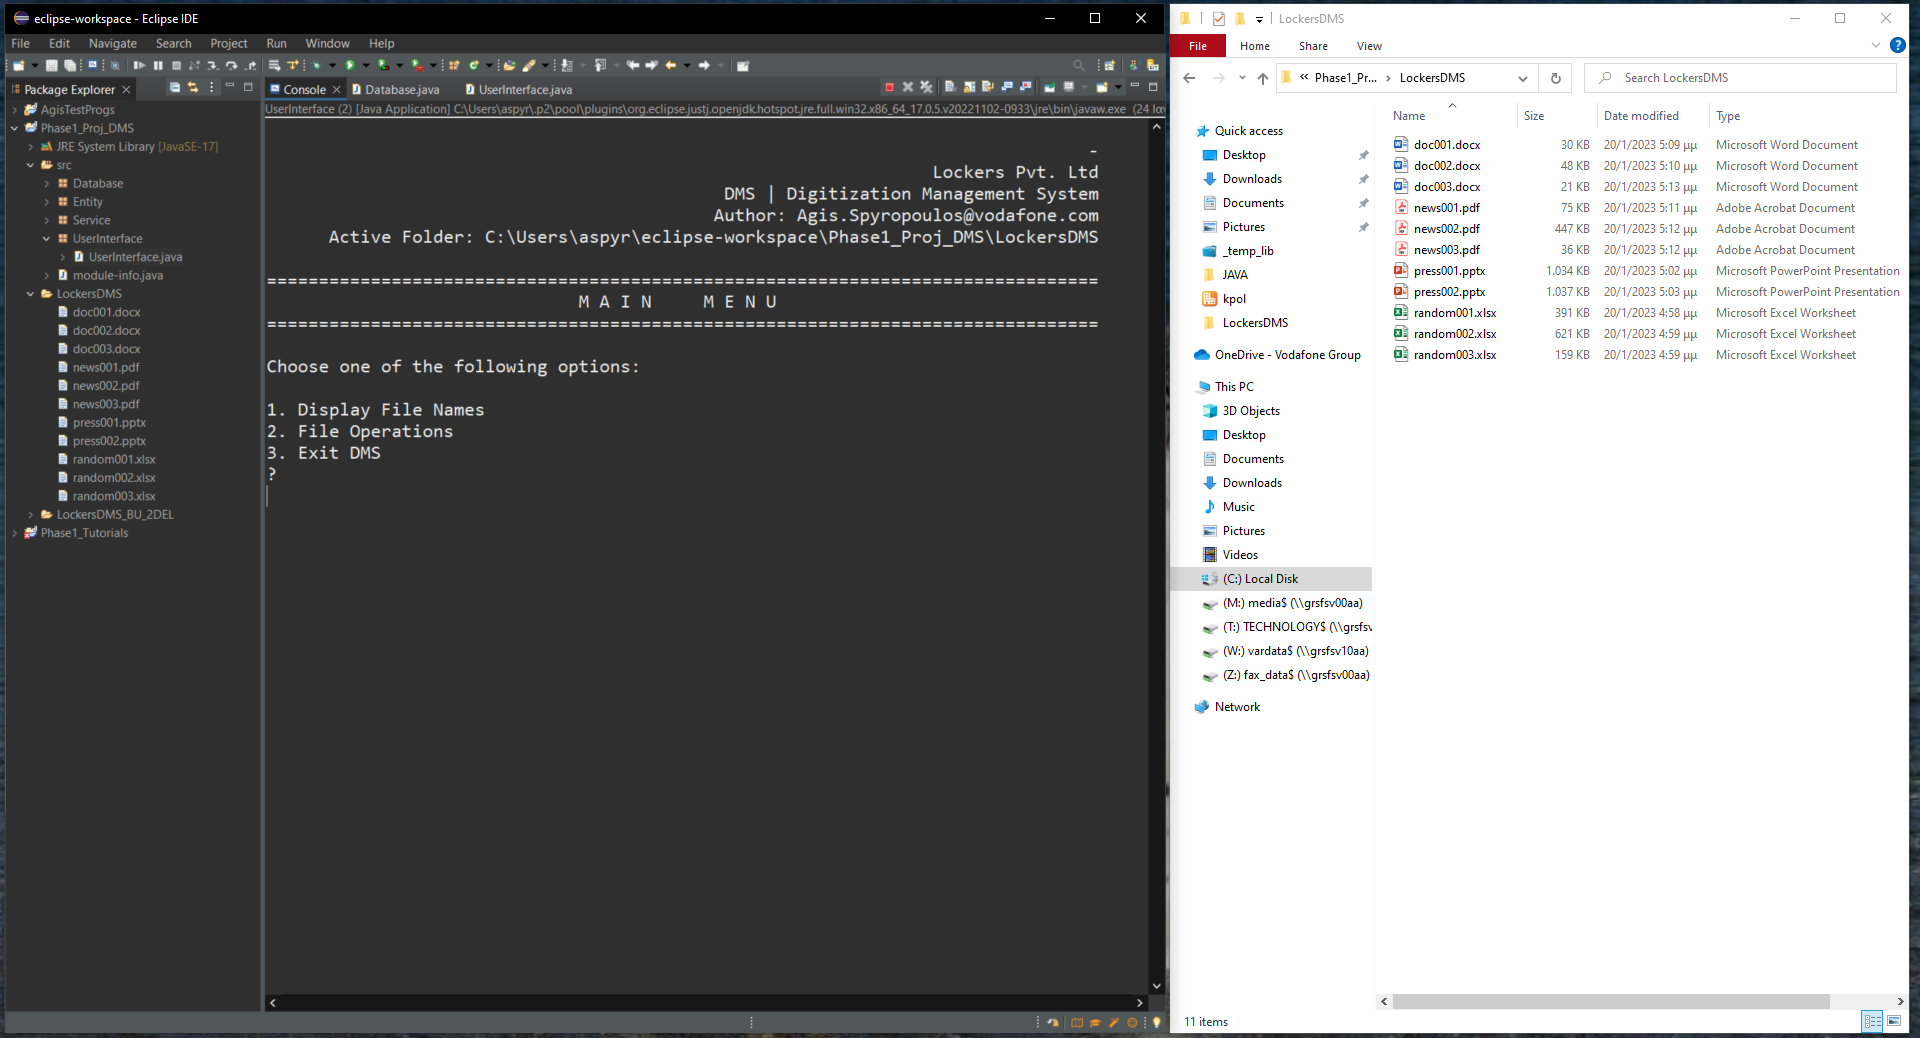 eclipse-workspace - Eclipse IDE
File Edit Navigate Search Project Run Window Help
Package Explorer
AgisTestProgs
Phase1_Proj_DMS
JRE System Library [JavaSE-17]
src
Database
Entity
Service
UserInterface
UserInterface.java
module-info.java
LockersDMS
doc001.docx
doc002.docx
doc003.docx
news001.pdf
news002.pdf
news003.pdf
press001.pptx
press002.pptx
random001.xlsx
random002.xlsx
random003.xlsx
LockersDMS_BU_2DEL
Phase1_Tutorials
Console Database.java UserInterface.java
UserInterface (2) [Java Application] C:\Users\aspyr\.p2\pool\plugins\org.eclipse.justj.openjdk.hotspot.jre.full.win32.x86_64_17.0.5.v20221102-0933\jre\bin\javaw.exe (24 Ιαν
-
Lockers Pvt. Ltd
DMS | Digitization Management System
Author: Agis.Spyropoulos@vodafone.com
Active Folder: C:\Users\aspyr\eclipse-workspace\Phase1_Proj_DMS\LockersDMS
================================================================================
M A I N     M E N U
================================================================================
Choose one of the following options:
1. Display File Names
2. File Operations
3. Exit DMS
?
LockersDMS
File Home Share View
« Phase1_Pr... › LockersDMS Search LockersDMS
Quick access
Desktop
Downloads
Documents
Pictures
_temp_lib
JAVA
kpol
LockersDMS
OneDrive - Vodafone Group
This PC
3D Objects
Desktop
Documents
Downloads
Music
Pictures
Videos
(C:) Local Disk
(M:) media$ (\\grsfsv00aa)
(T:) TECHNOLOGY$ (\\grsfsv
(W:) vardata$ (\\grsfsv10aa)
(Z:) fax_data$ (\\grsfsv00aa)
Network
Name Size Date modified Type
doc001.docx 30 KB 20/1/2023 5:09 μμ Microsoft Word Document
doc002.docx 48 KB 20/1/2023 5:10 μμ Microsoft Word Document
doc003.docx 21 KB 20/1/2023 5:13 μμ Microsoft Word Document
news001.pdf 75 KB 20/1/2023 5:11 μμ Adobe Acrobat Document
news002.pdf 447 KB 20/1/2023 5:12 μμ Adobe Acrobat Document
news003.pdf 36 KB 20/1/2023 5:12 μμ Adobe Acrobat Document
press001.pptx 1.034 KB 20/1/2023 5:02 μμ Microsoft PowerPoint Presentation
press002.pptx 1.037 KB 20/1/2023 5:03 μμ Microsoft PowerPoint Presentation
random001.xlsx 391 KB 20/1/2023 4:58 μμ Microsoft Excel Worksheet
random002.xlsx 621 KB 20/1/2023 4:59 μμ Microsoft Excel Worksheet
random003.xlsx 159 KB 20/1/2023 4:59 μμ Microsoft Excel Worksheet
11 items